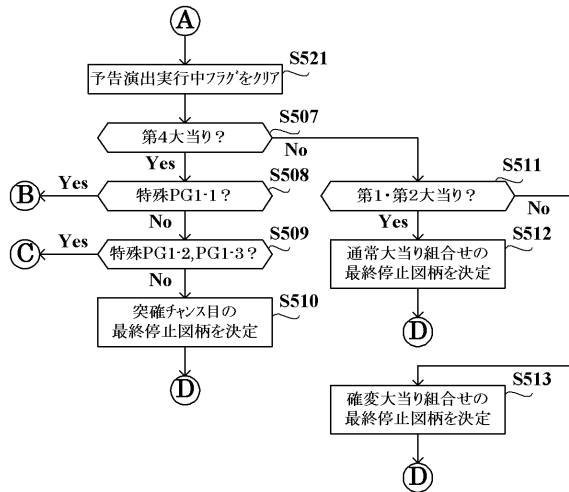 A
S521
予告演出実行中フラグをクリア
S507
第4大当り?
No
Yes
S508
特殊PG1-1?
Yes
B
No
S509
特殊PG1-2,PG1-3?
Yes
C
No
S510
突確チャンス目の
最終停止図柄を決定
D
S511
第1・第2大当り?
No
Yes
S512
通常大当り組合せの
最終停止図柄を決定
D
S513
確変大当り組合せの
最終停止図柄を決定
D